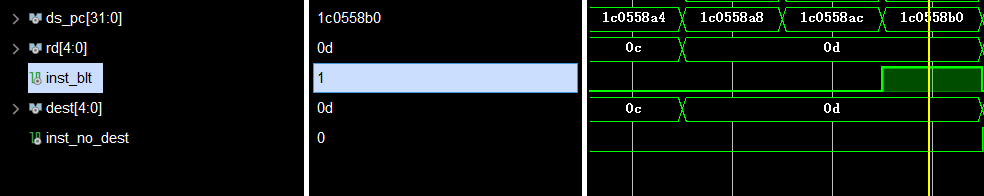 ds_pc[31:0] 1c0558b0 1c0558a4 1c0558a8 1c0558ac 1c0558b0
rd[4:0] 0d 0c 0d
inst_blt 1
dest[4:0] 0d 0c 0d
inst_no_dest 0